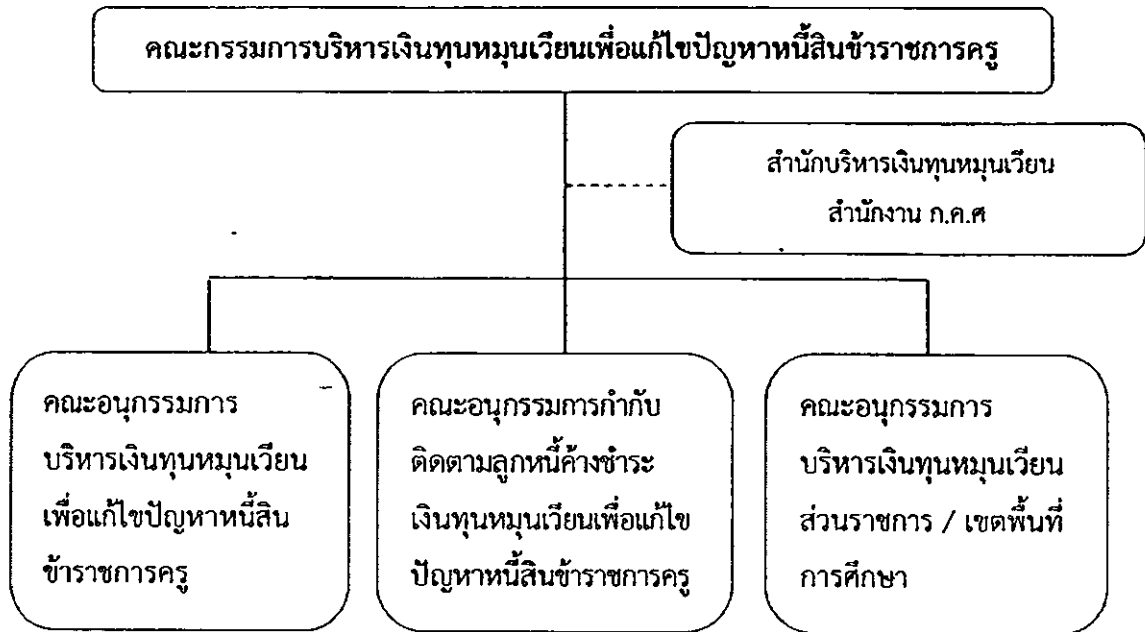 คณะกรรมการบริหารเงินทุนหมุนเวียนเพื่อแก้ไขปัญหาหนี้สินข้าราชการครู
สำนักบริหารเงินทุนหมุนเวียน
สำนักงาน ก.ค.ศ
คณะอนุกรรมการ
บริหารเงินทุนหมุนเวียน
เพื่อแก้ไขปัญหาหนี้สิน
ข้าราชการครู
คณะอนุกรรมการกำกับ
ติดตามลูกหนี้ค้างชำระ
เงินทุนหมุนเวียนเพื่อแก้ไข
ปัญหาหนี้สินข้าราชการครู
คณะอนุกรรมการ
บริหารเงินทุนหมุนเวียน
ส่วนราชการ / เขตพื้นที่
การศึกษา